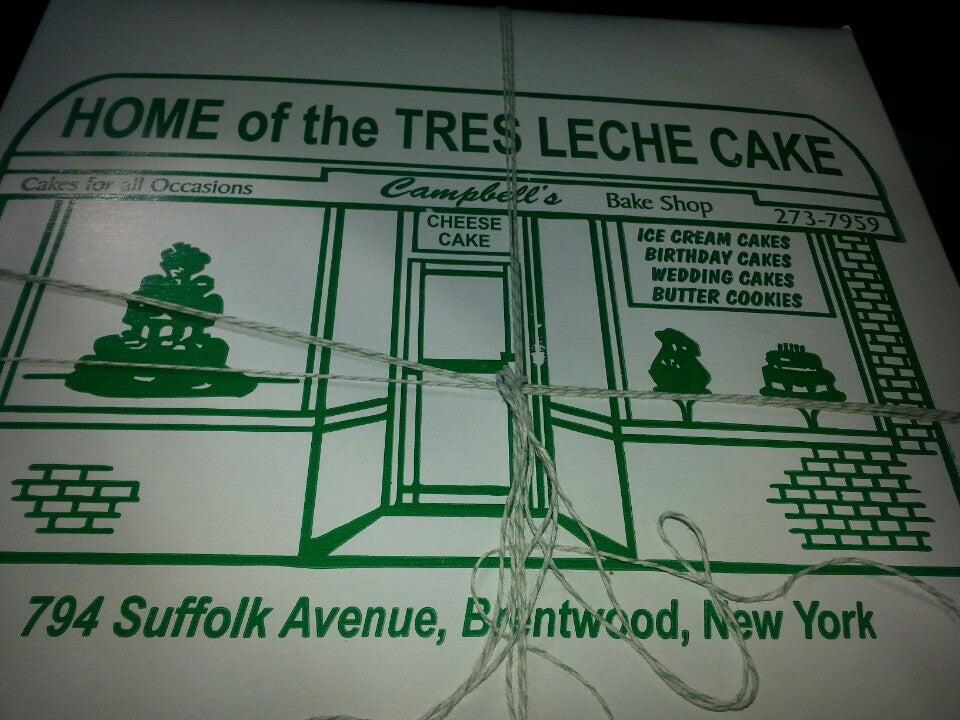 HOME of the TRES LECHE CAKE
Cakes for all Occasions Campbell's Bake Shop 273-7959
CHEESE
CAKE
ICE CREAM CAKES
BIRTHDAY CAKES
WEDDING CAKES
BUTTER COOKIES
794 Suffolk Avenue, Brentwood, New York